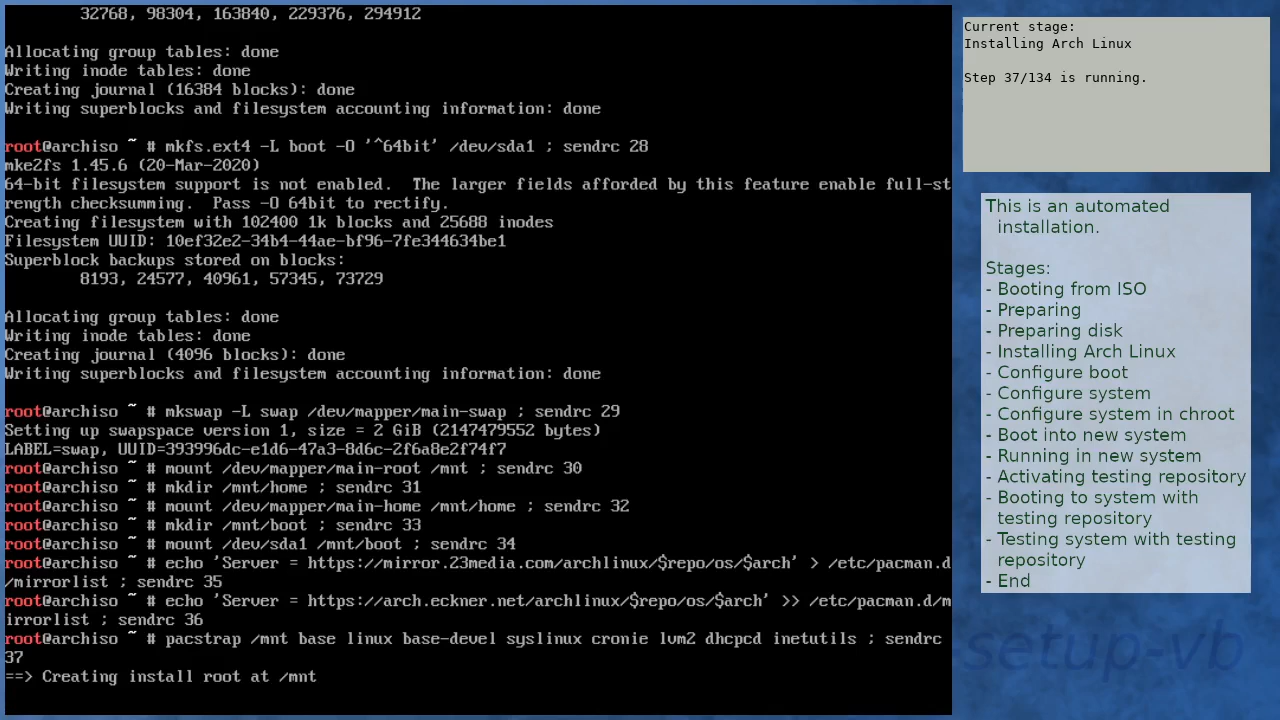 32768, 98304, 163840, 229376, 294912

Allocating group tables: done
Writing inode tables: done
Creating journal (16384 blocks): done
Writing superblocks and filesystem accounting information: done

root@archiso ~ # mkfs.ext4 -L boot -O '^64bit' /dev/sda1 ; sendrc 28
mke2fs 1.45.6 (20-Mar-2020)
64-bit filesystem support is not enabled.  The larger fields afforded by this feature enable full-st
rength checksumming.  Pass -O 64bit to rectify.
Creating filesystem with 102400 1k blocks and 25688 inodes
Filesystem UUID: 10ef32e2-34b4-44ae-bf96-7fe344634be1
Superblock backups stored on blocks:
        8193, 24577, 40961, 57345, 73729

Allocating group tables: done
Writing inode tables: done
Creating journal (4096 blocks): done
Writing superblocks and filesystem accounting information: done

root@archiso ~ # mkswap -L swap /dev/mapper/main-swap ; sendrc 29
Setting up swapspace version 1, size = 2 GiB (2147479552 bytes)
LABEL=swap, UUID=393996dc-e1d6-47a3-8d6c-2f6a8e2f74f7
root@archiso ~ # mount /dev/mapper/main-root /mnt ; sendrc 30
root@archiso ~ # mkdir /mnt/home ; sendrc 31
root@archiso ~ # mount /dev/mapper/main-home /mnt/home ; sendrc 32
root@archiso ~ # mkdir /mnt/boot ; sendrc 33
root@archiso ~ # mount /dev/sda1 /mnt/boot ; sendrc 34
root@archiso ~ # echo 'Server = https://mirror.23media.com/archlinux/$repo/os/$arch' > /etc/pacman.d
/mirrorlist ; sendrc 35
root@archiso ~ # echo 'Server = https://arch.eckner.net/archlinux/$repo/os/$arch' >> /etc/pacman.d/m
irrorlist ; sendrc 36
root@archiso ~ # pacstrap /mnt base linux base-devel syslinux cronie lvm2 dhcpcd inetutils ; sendrc
37
==> Creating install root at /mnt

Current stage:
Installing Arch Linux

Step 37/134 is running.

This is an automated
installation.

Stages:
- Booting from ISO
- Preparing
- Preparing disk
- Installing Arch Linux
- Configure boot
- Configure system
- Configure system in chroot
- Boot into new system
- Running in new system
- Activating testing repository
- Booting to system with
testing repository
- Testing system with testing
repository
- End

setup-vb